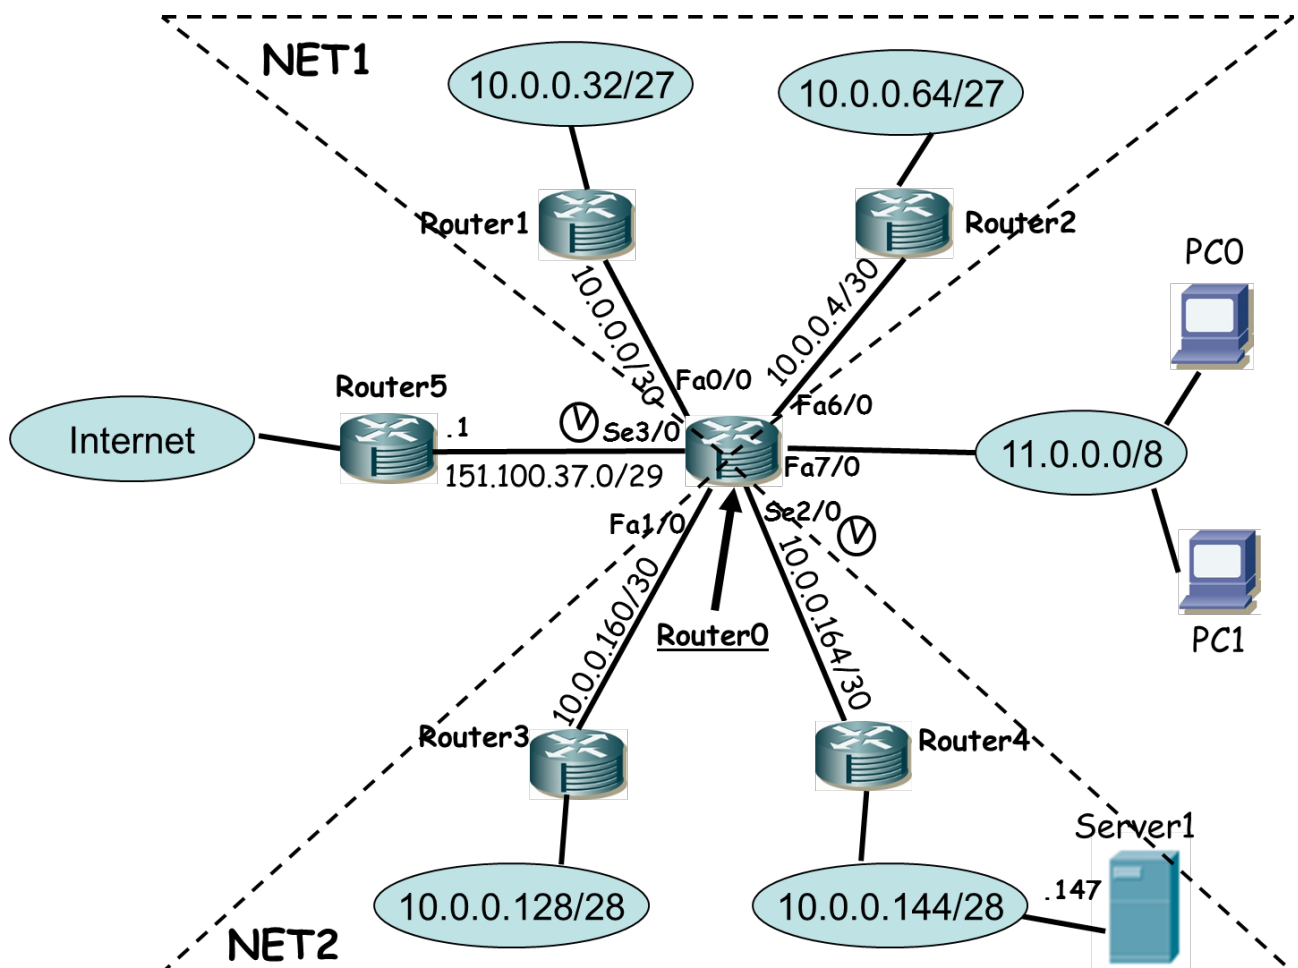 NET1
10.0.0.32/27
10.0.0.64/27
Router1
Router2
PC0
10.0.0.0/30
10.0.0.4/30
Router5
Fa0/0
Fa6/0
Internet
.1
V
Se3/0
11.0.0.0/8
151.100.37.0/29
Fa7/0
Fa1/0
Se2/0
V
10.0.0.160/30
10.0.0.164/30
Router0
PC1
Router3
Router4
Server1
.147
10.0.0.128/28
10.0.0.144/28
NET2